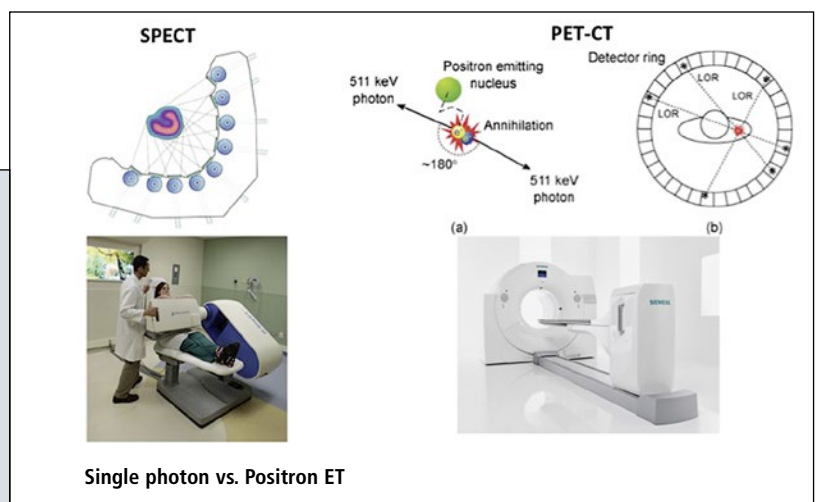 SPECT
PET-CT
Positron emitting
nucleus
511 keV
photon
Annihilation
~180°
511 keV
photon
(a)
Detector ring
LOR
LOR
LOR
(b)
SIEMENS
Single photon vs. Positron ET